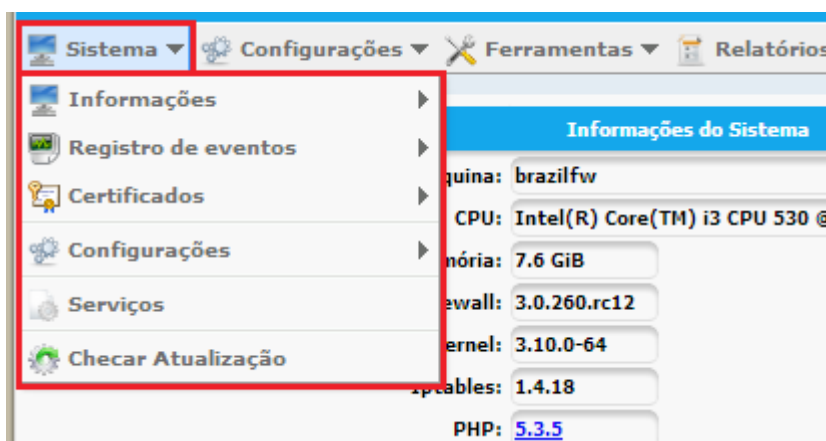 Sistema Configurações Ferramentas Relatórios
Informações
Registro de eventos
Certificados
Configurações
Serviços
Checar Atualização
Informações do Sistema
quina: brazilfw
CPU: Intel(R) Core(TM) i3 CPU 530 @
mória: 7.6 GiB
ewall: 3.0.260.rc12
ernel: 3.10.0-64
Iptables: 1.4.18
PHP: 5.3.5